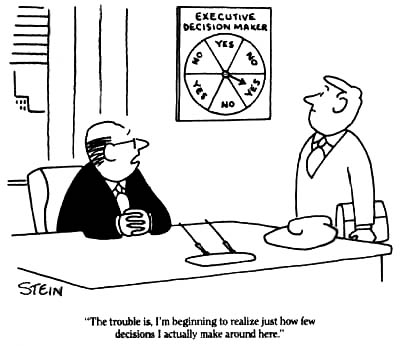 EXECUTIVE
DECISION MAKER
YES
NO
YES
NO
YES
NO
STEIN
"The trouble is, I'm beginning to realize just how few
decisions I actually make around here."